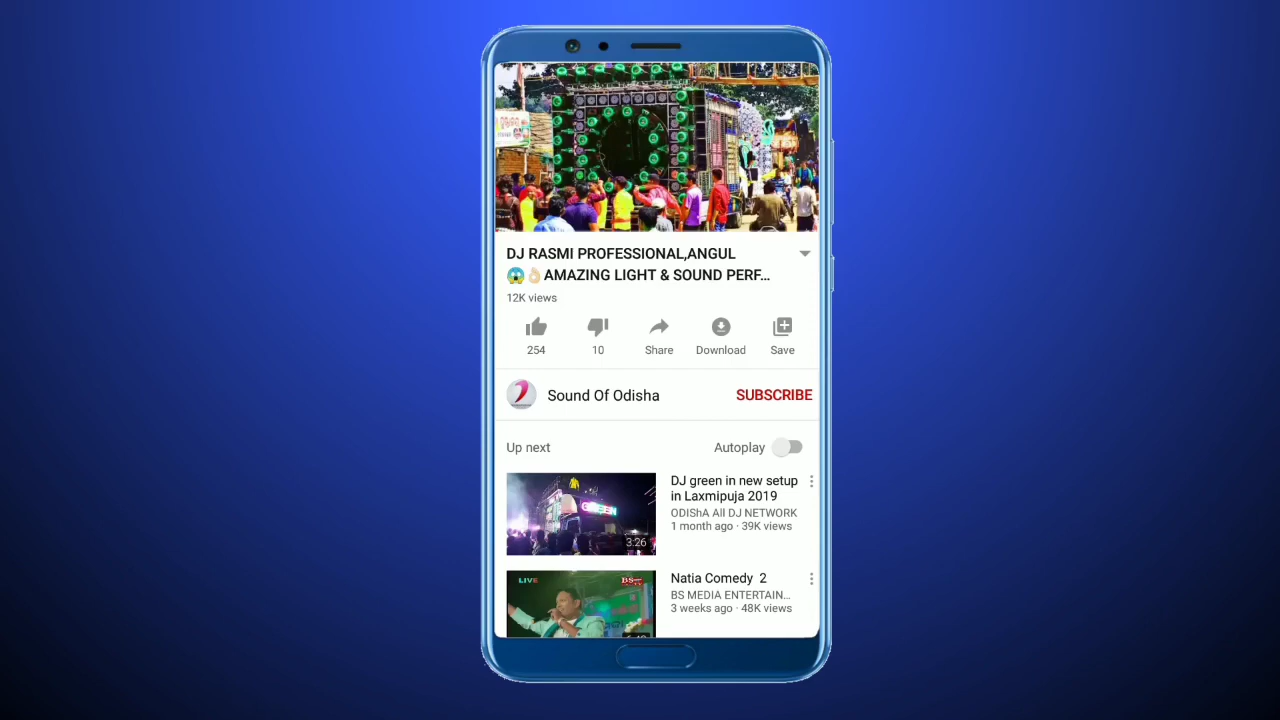 DJ RASMI PROFESSIONAL,ANGUL
😱👌🏻AMAZING LIGHT & SOUND PERF...
12K views
254
10
Share
Download
Save
Sound Of Odisha
SUBSCRIBE
Up next
Autoplay
GREEN
3:26
DJ green in new setup
in Laxmipuja 2019
ODIShA All DJ NETWORK
1 month ago · 39K views
LIVE
BS
Natia Comedy 2
BS MEDIA ENTERTAIN...
3 weeks ago · 48K views